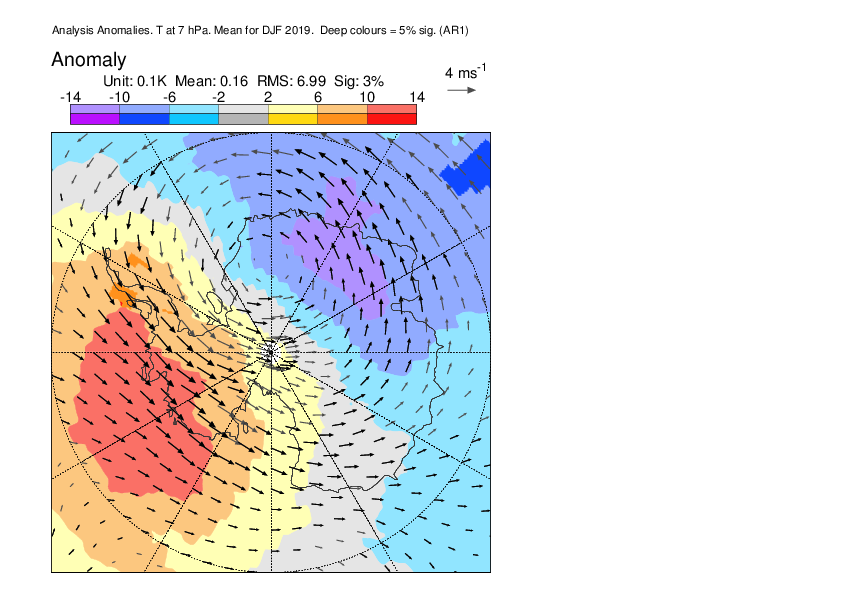 Analysis Anomalies. T at 7 hPa. Mean for DJF 2019.  Deep colours = 5% sig. (AR1)
Anomaly
4 ms-1
Unit: 0.1K  Mean: 0.16  RMS: 6.99  Sig: 3%
-14 -10 -6 -2 2 6 10 14